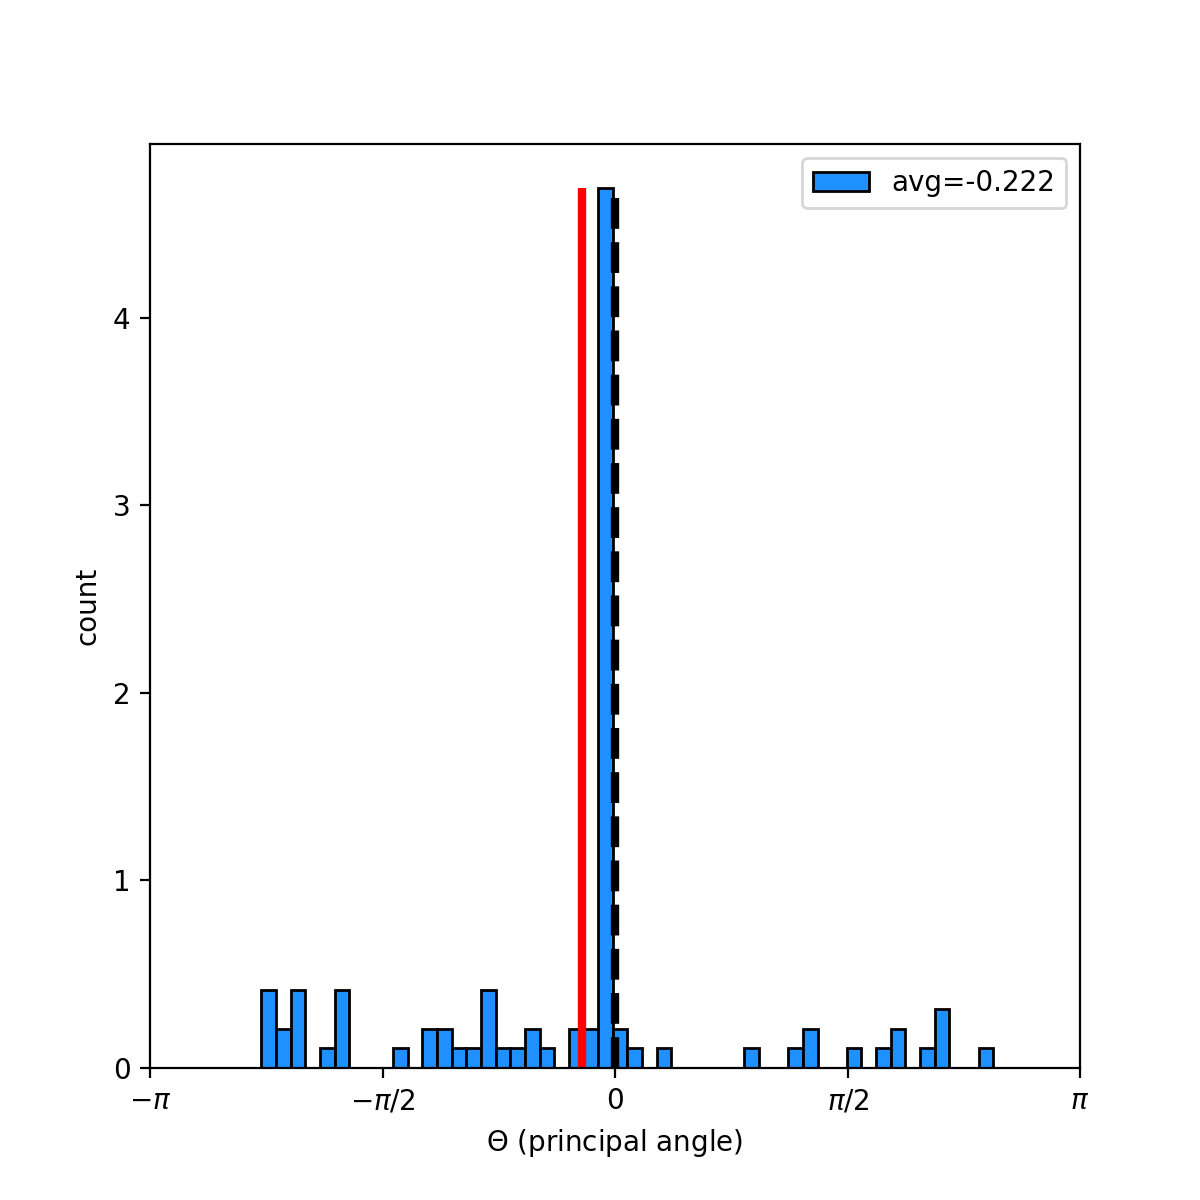 avg=-0.222
4
3
2
1
0
count
−π
−π/2
0
π/2
π
Θ (principal angle)